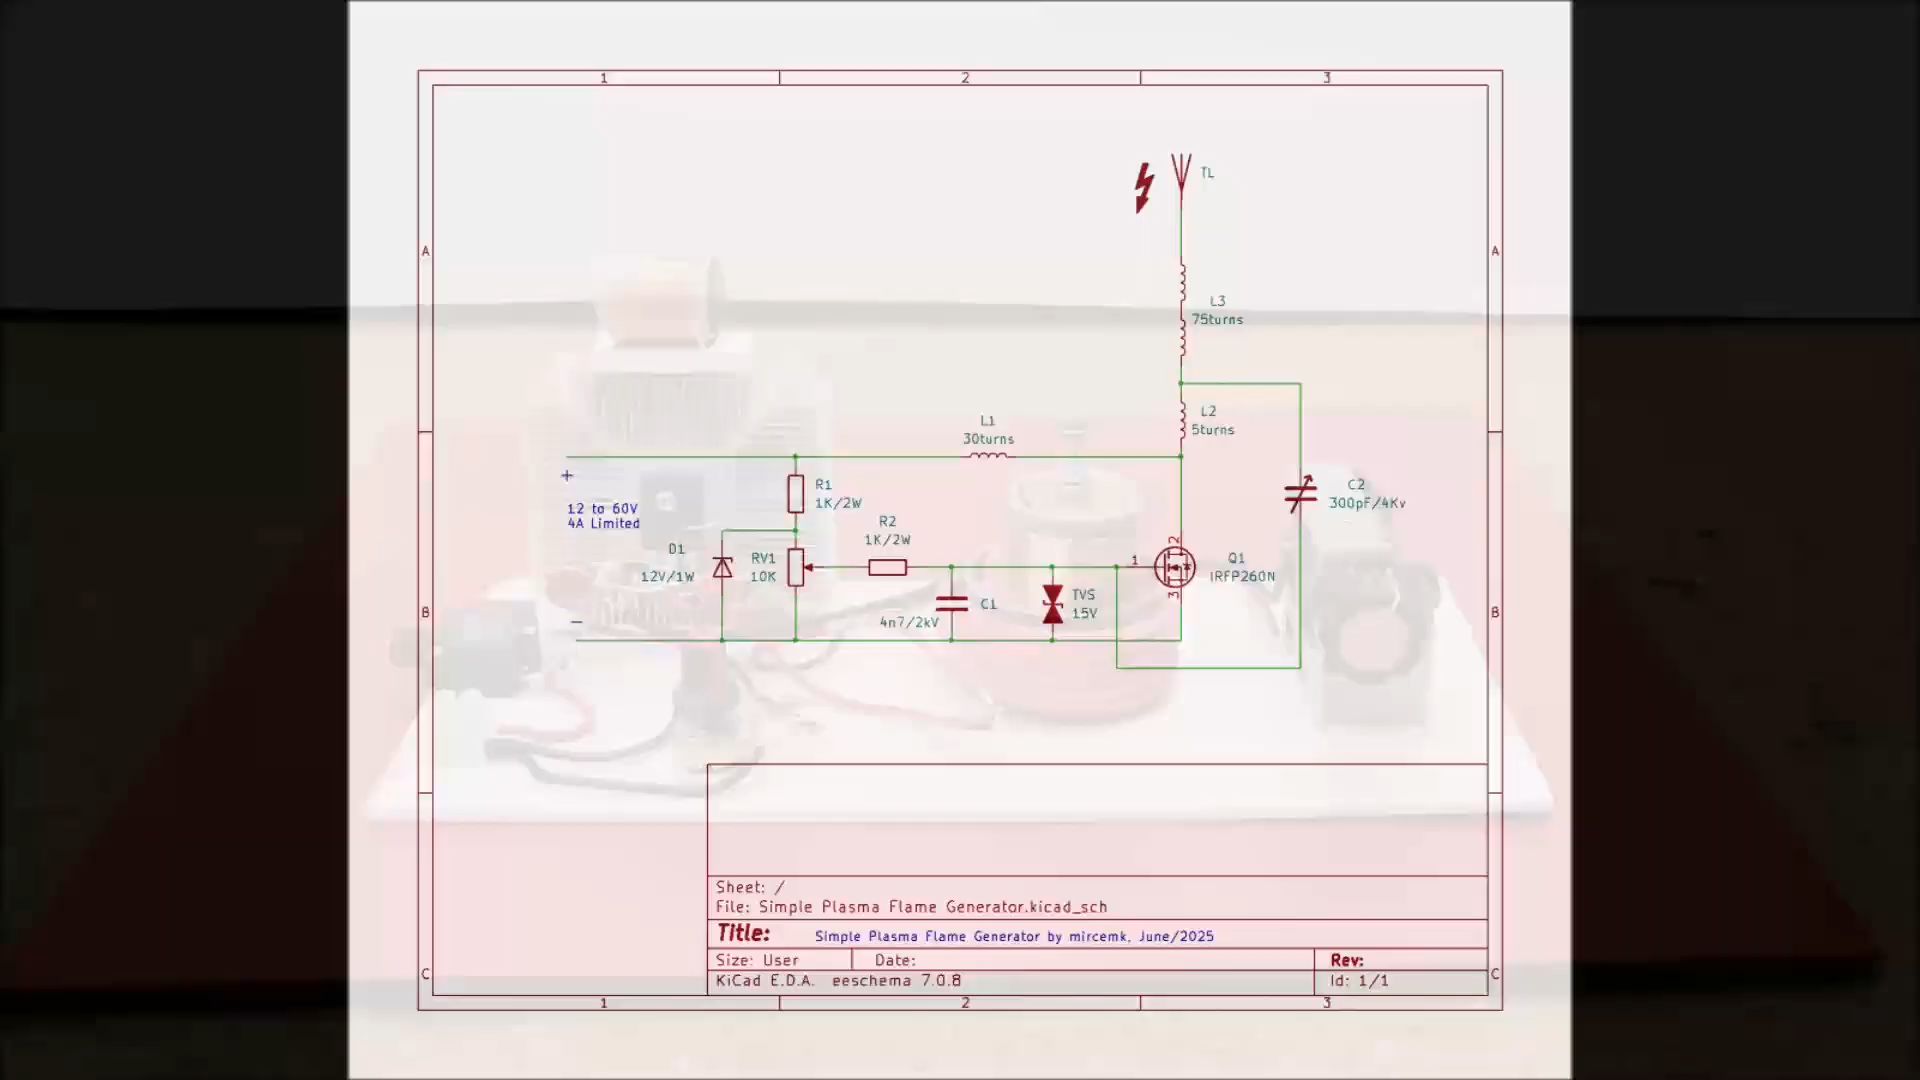 1 2 3
TL
A A
L3
75turns
L2
5turns
L1
30turns
+
R1
1K/2W
C2
300pF/4Kv
12 to 60V
4A Limited
R2
1K/2W
2
D1
12V/1W
RV1
10K
1
Q1
IRFP260N
3
TVS
15V
C1
4n7/2kV
B B
−
Sheet: /
File: Simple Plasma Flame Generator.kicad_sch
Title: Simple Plasma Flame Generator by mircemk, June/2025
Size: User Date: Rev:
KiCad E.D.A. eeschema 7.0.8 Id: 1/1
C C
1 2 3